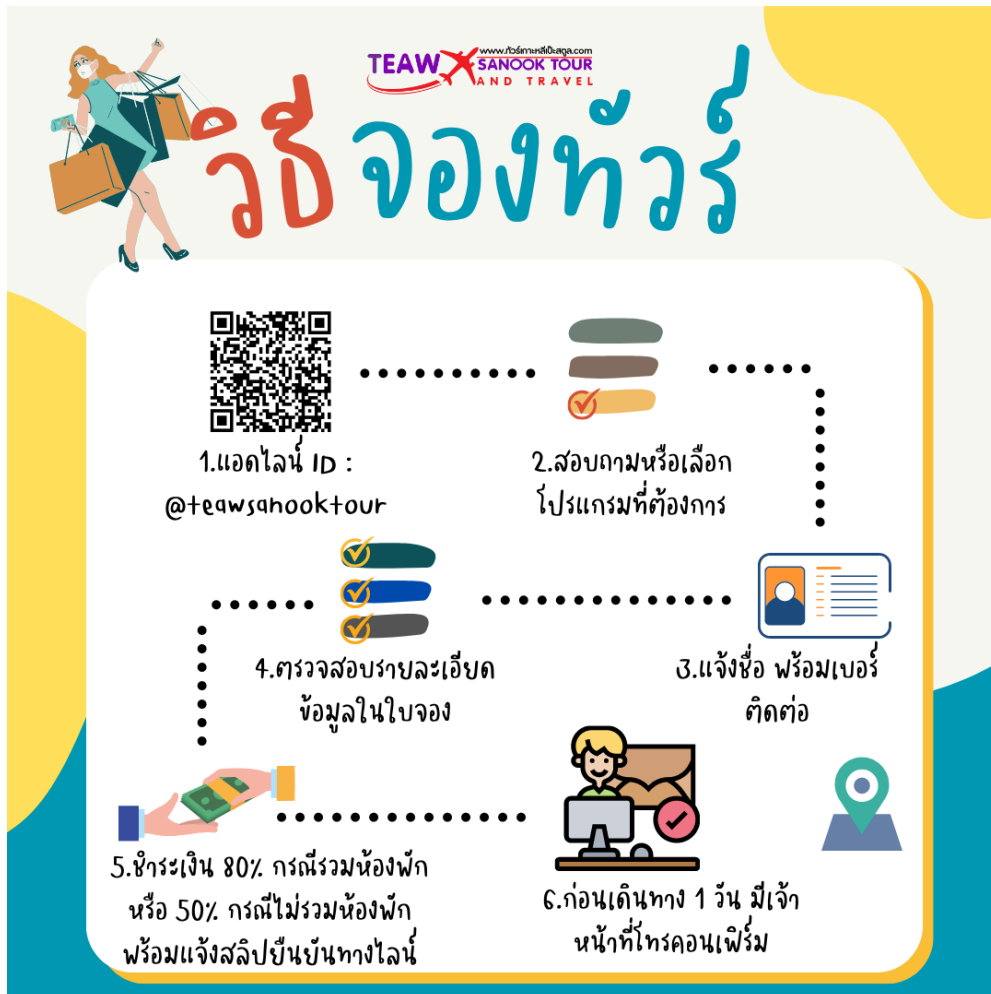 www.ทัวร์เกาะหลีเป๊ะสตูล.com
TEAW SANOOK TOUR
AND TRAVEL
วิธีจองทัวร์
1.แอดไลน์ ID :
@teawsanooktour
2.สอบถามหรือเลือก
โปรแกรมที่ต้องการ
3.แจ้งชื่อ พร้อมเบอร์
ติดต่อ
4.ตรวจสอบรายละเอียด
ข้อมูลในใบจอง
5.ชำระเงิน 80% กรณีรวมห้องพัก
หรือ 50% กรณีไม่รวมห้องพัก
พร้อมแจ้งสลิปยืนยันทางไลน์
6.ก่อนเดินทาง 1 วัน มีเจ้า
หน้าที่โทรคอนเฟิร์ม